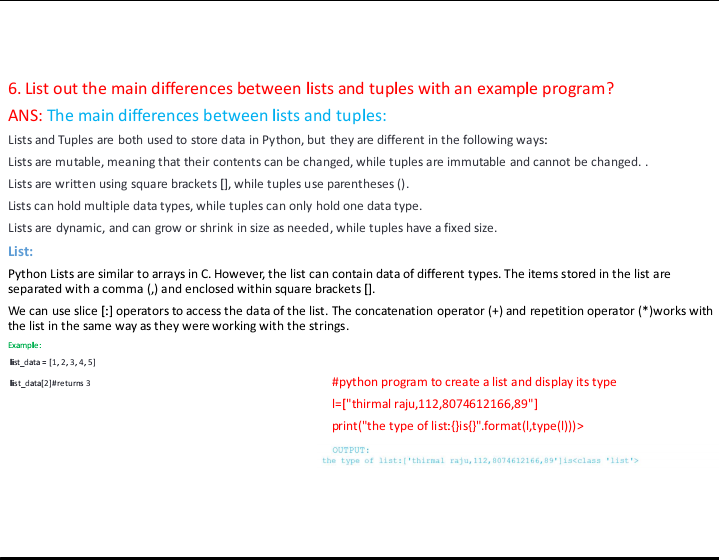 6. List out the main differences between lists and tuples with an example program?
ANS: The main differences between lists and tuples:
Lists and Tuples are both used to store data in Python, but they are different in the following ways:
Lists are mutable, meaning that their contents can be changed, while tuples are immutable and cannot be changed. .
Lists are written using square brackets [], while tuples use parentheses ().
Lists can hold multiple data types, while tuples can only hold one data type.
Lists are dynamic, and can grow or shrink in size as needed, while tuples have a fixed size.
List:
Python Lists are similar to arrays in C. However, the list can contain data of different types. The items stored in the list are
separated with a comma (,) and enclosed within square brackets [].
We can use slice [:] operators to access the data of the list. The concatenation operator (+) and repetition operator (*)works with
the list in the same way as they were working with the strings.
Example:
list_data = [1, 2, 3, 4, 5]
list_data[2]#returns 3
#python program to create a list and display its type
l=["thirmal raju,112,8074612166,89"]
print("the type of list:{}is{}".format(l,type(l)))>
OUTPUT:
the type of list:['thirmal raju,112,8074612166,89']is<class 'list'>